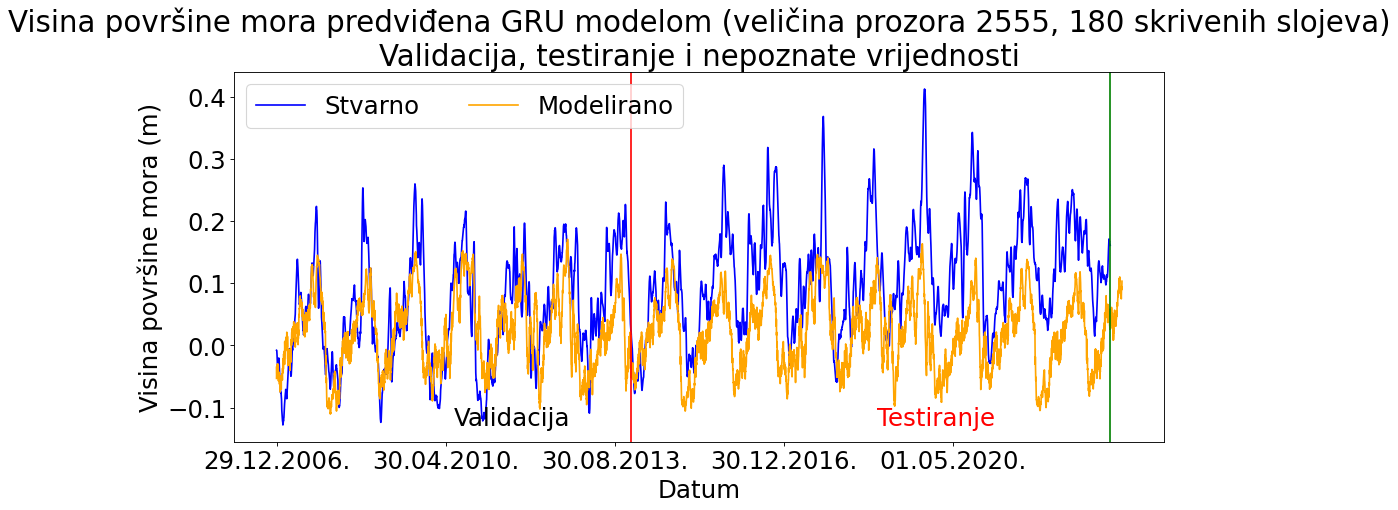 Visina površine mora predviđena GRU modelom (veličina prozora 2555, 180 skrivenih slojeva)
Validacija, testiranje i nepoznate vrijednosti
Stvarno
Modelirano
Visina površine mora (m)
0.4
0.3
0.2
0.1
0.0
−0.1
Validacija
Testiranje
29.12.2006.
30.04.2010.
30.08.2013.
30.12.2016.
01.05.2020.
Datum